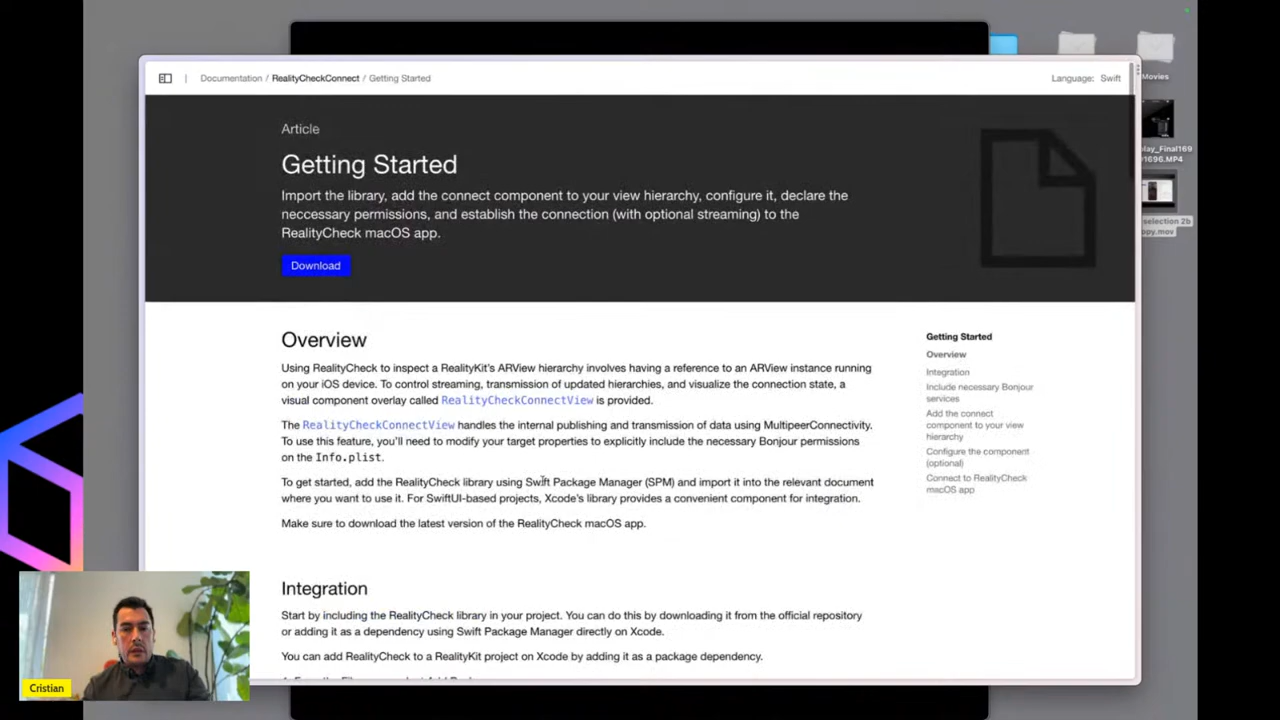 Documentation / RealityCheckConnect / Getting Started
Language: Swift
Movies
Article
Getting Started
Import the library, add the connect component to your view hierarchy, configure it, declare the
neccessary permissions, and establish the connection (with optional streaming) to the
RealityCheck macOS app.
Download
lay_Final169
1696.MP4
selection 2b
opy.mov
Overview
Using RealityCheck to inspect a RealityKit's ARView hierarchy involves having a reference to an ARView instance running
on your iOS device. To control streaming, transmission of updated hierarchies, and visualize the connection state, a
visual component overlay called RealityCheckConnectView is provided.
The RealityCheckConnectView handles the internal publishing and transmission of data using MultipeerConnectivity.
To use this feature, you'll need to modify your target properties to explicitly include the necessary Bonjour permissions
on the Info.plist.
To get started, add the RealityCheck library using Swift Package Manager (SPM) and import it into the relevant document
where you want to use it. For SwiftUI-based projects, Xcode's library provides a convenient component for integration.
Make sure to download the latest version of the RealityCheck macOS app.
Getting Started
Overview
Integration
Include necessary Bonjour
services
Add the connect
component to your view
hierarchy
Configure the component
(optional)
Connect to RealityCheck
macOS app
Integration
Start by including the RealityCheck library in your project. You can do this by downloading it from the official repository
or adding it as a dependency using Swift Package Manager directly on Xcode.
You can add RealityCheck to a RealityKit project on Xcode by adding it as a package dependency.
Cristian